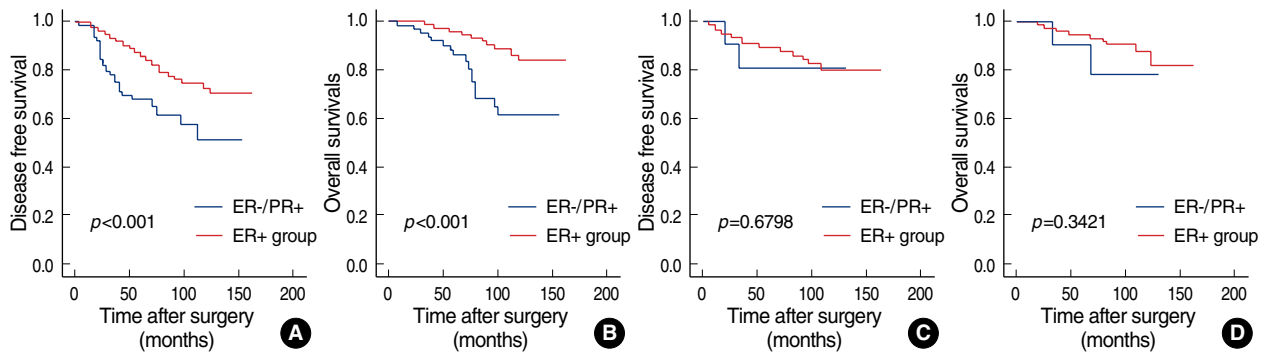 Disease free survival
1.0
0.8
0.6
0.4
0.2
0.0
p<0.001
ER-/PR+
ER+ group
0 50 100 150 200
Time after surgery
(months)
A
Overall survivals
1.0
0.8
0.6
0.4
0.2
0.0
p<0.001
ER-/PR+
ER+ group
0 50 100 150 200
Time after surgery
(months)
B
Disease free survival
1.0
0.8
0.6
0.4
0.2
0.0
p=0.6798
ER-/PR+
ER+ group
0 50 100 150 200
Time after surgery
(months)
C
Overall survivals
1.0
0.8
0.6
0.4
0.2
0.0
p=0.3421
ER-/PR+
ER+ group
0 50 100 150 200
Time after surgery
(months)
D